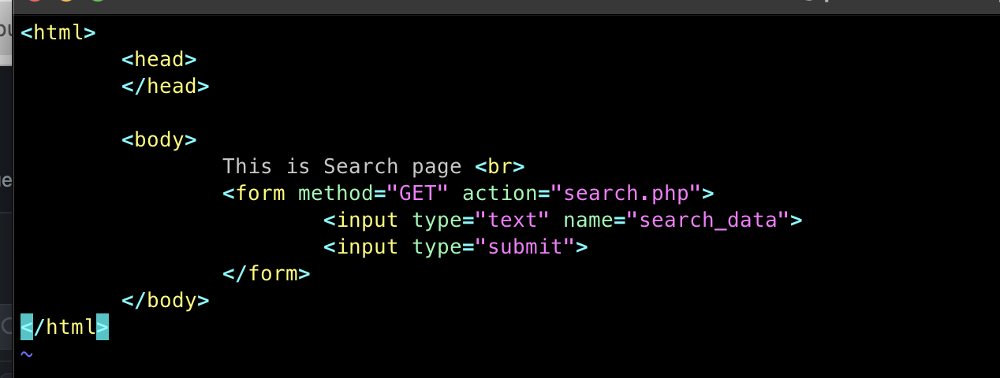 <html>
<head>
</head>
<body>
This is Search page <br>
<form method="GET" action="search.php">
<input type="text" name="search_data">
<input type="submit">
</form>
</body>
</html>
~